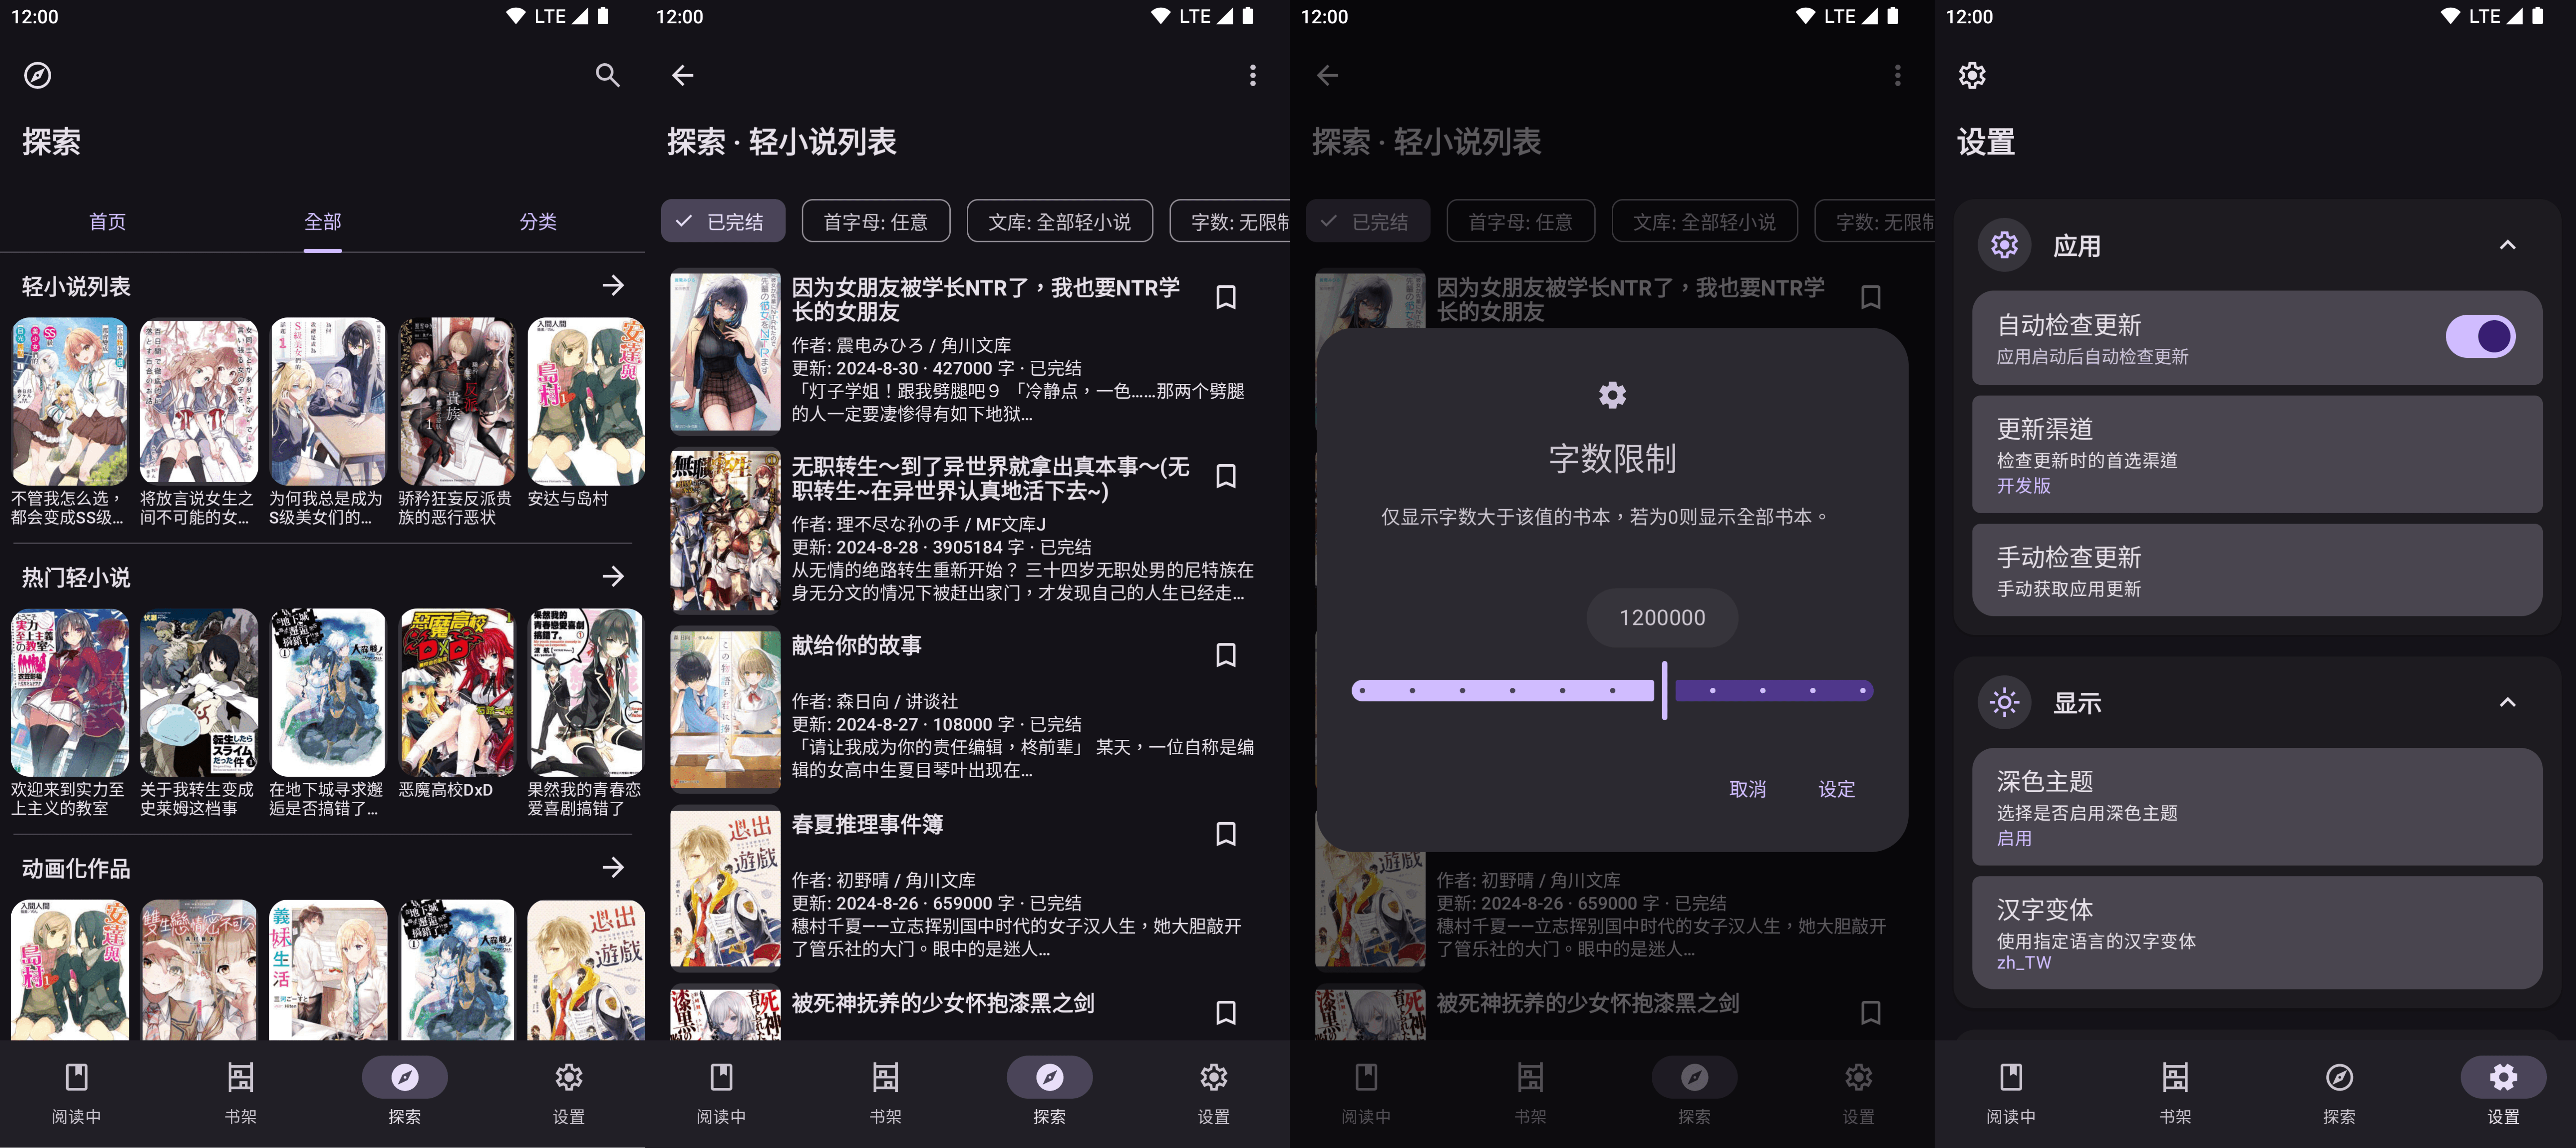 12:00
LTE
探索
首页
全部
分类
轻小说列表
不管我怎么选，
都会变成SS级...
将放言说女生之
间不可能的女...
为何我总是成为
S级美女们的...
骄矜狂妄反派贵
族的恶行恶状
安达与岛村
热门轻小说
欢迎来到实力至
上主义的教室
关于我转生变成
史莱姆这档事
在地下城寻求邂
逅是否搞错了...
恶魔高校DxD
果然我的青春恋
爱喜剧搞错了
动画化作品
阅读中
书架
探索
设置
12:00
LTE
探索 · 轻小说列表
已完结
首字母: 任意
文库: 全部轻小说
字数: 无限制
因为女朋友被学长NTR了，我也要NTR学
长的女朋友
作者: 震电みひろ / 角川文库
更新: 2024-8-30 · 427000 字 · 已完结
「灯子学姐！跟我劈腿吧９ 「冷静点，一色......那两个劈腿
的人一定要凄惨得有如下地狱...
无职转生～到了异世界就拿出真本事～(无
职转生~在异世界认真地活下去~)
作者: 理不尽な孙の手 / MF文库J
更新: 2024-8-28 · 3905184 字 · 已完结
从无情的绝路转生重新开始？ 三十四岁无职处男的尼特族在
身无分文的情况下被赶出家门，才发现自己的人生已经走...
献给你的故事
作者: 森日向 / 讲谈社
更新: 2024-8-27 · 108000 字 · 已完结
「请让我成为你的责任编辑，柊前辈」 某天，一位自称是编
辑的女高中生夏目琴叶出现在...
春夏推理事件簿
作者: 初野晴 / 角川文库
更新: 2024-8-26 · 659000 字 · 已完结
穗村千夏——立志挥别国中时代的女子汉人生，她大胆敲开
了管乐社的大门。眼中的是迷人...
被死神抚养的少女怀抱漆黑之剑
阅读中
书架
探索
设置
12:00
LTE
探索 · 轻小说列表
已完结
首字母: 任意
文库: 全部轻小说
字数: 无限制
因为女朋友被学长NTR了，我也要NTR学
长的女朋友
字数限制
仅显示字数大于该值的书本，若为0则显示全部书本。
1200000
取消
设定
作者: 初野晴 / 角川文库
更新: 2024-8-26 · 659000 字 · 已完结
穗村千夏——立志挥别国中时代的女子汉人生，她大胆敲开
了管乐社的大门。眼中的是迷人...
被死神抚养的少女怀抱漆黑之剑
阅读中
书架
探索
设置
12:00
LTE
设置
应用
自动检查更新
应用启动后自动检查更新
更新渠道
检查更新时的首选渠道
开发版
手动检查更新
手动获取应用更新
显示
深色主题
选择是否启用深色主题
启用
汉字变体
使用指定语言的汉字变体
zh_TW
阅读中
书架
探索
设置